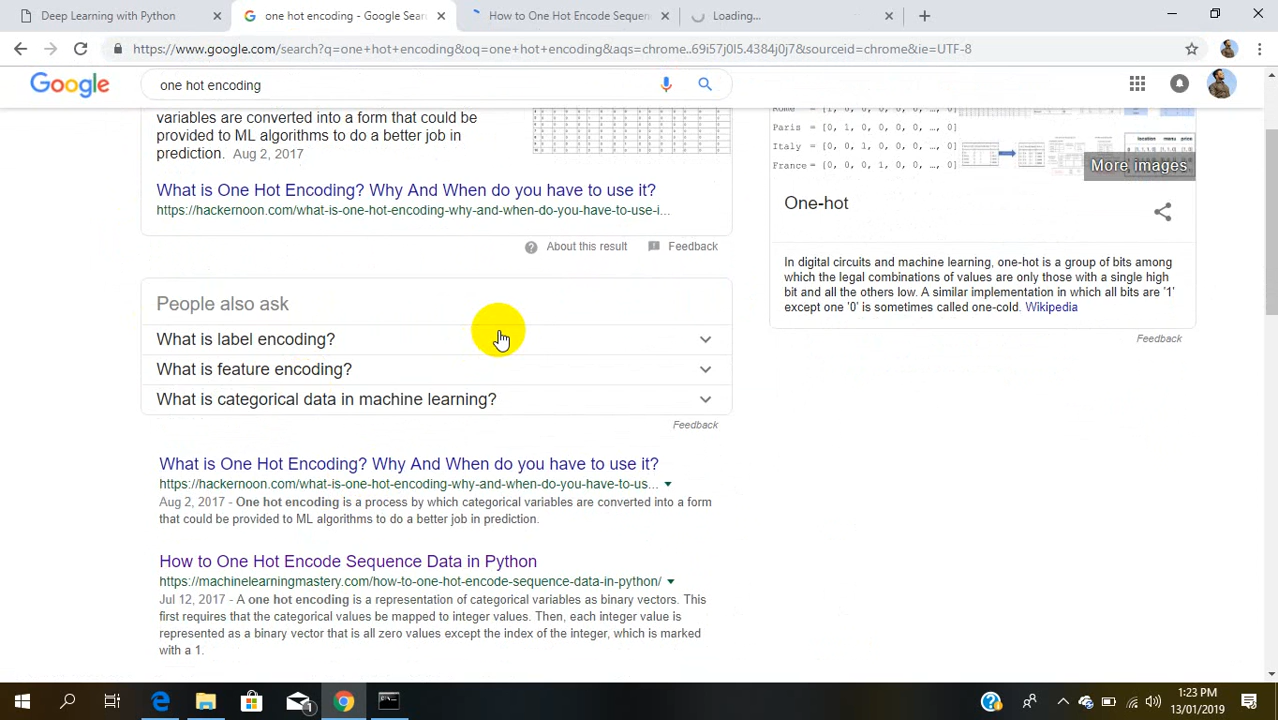 Deep Learning with Python
one hot encoding - Google Sear
How to One Hot Encode Sequen
Loading...
https://www.google.com/search?q=one+hot+encoding&oq=one+hot+encoding&aqs=chrome..69i57j0l5.4384j0j7&sourceid=chrome&ie=UTF-8
Google
one hot encoding
variables are converted into a form that could be
provided to ML algorithms to do a better job in
prediction. Aug 2, 2017
What is One Hot Encoding? Why And When do you have to use it?
https://hackernoon.com/what-is-one-hot-encoding-why-and-when-do-you-have-to-use-i...
About this result
Feedback
People also ask
What is label encoding?
What is feature encoding?
What is categorical data in machine learning?
Feedback
What is One Hot Encoding? Why And When do you have to use it?
https://hackernoon.com/what-is-one-hot-encoding-why-and-when-do-you-have-to-us...
Aug 2, 2017 - One hot encoding is a process by which categorical variables are converted into a form
that could be provided to ML algorithms to do a better job in prediction.
How to One Hot Encode Sequence Data in Python
https://machinelearningmastery.com/how-to-one-hot-encode-sequence-data-in-python/
Jul 12, 2017 - A one hot encoding is a representation of categorical variables as binary vectors. This
first requires that the categorical values be mapped to integer values. Then, each integer value is
represented as a binary vector that is all zero values except the index of the integer, which is marked
with a 1.
Paris = [0, 1, 0, 0, 0, 0, …, 0]
Italy = [0, 0, 1, 0, 0, 0, …, 0]
France = [0, 0, 0, 1, 0, 0, …, 0]
location menu price
More images
One-hot
In digital circuits and machine learning, one-hot is a group of bits among
which the legal combinations of values are only those with a single high
bit and all the others low. A similar implementation in which all bits are '1'
except one '0' is sometimes called one-cold. Wikipedia
Feedback
1
1:23 PM
13/01/2019